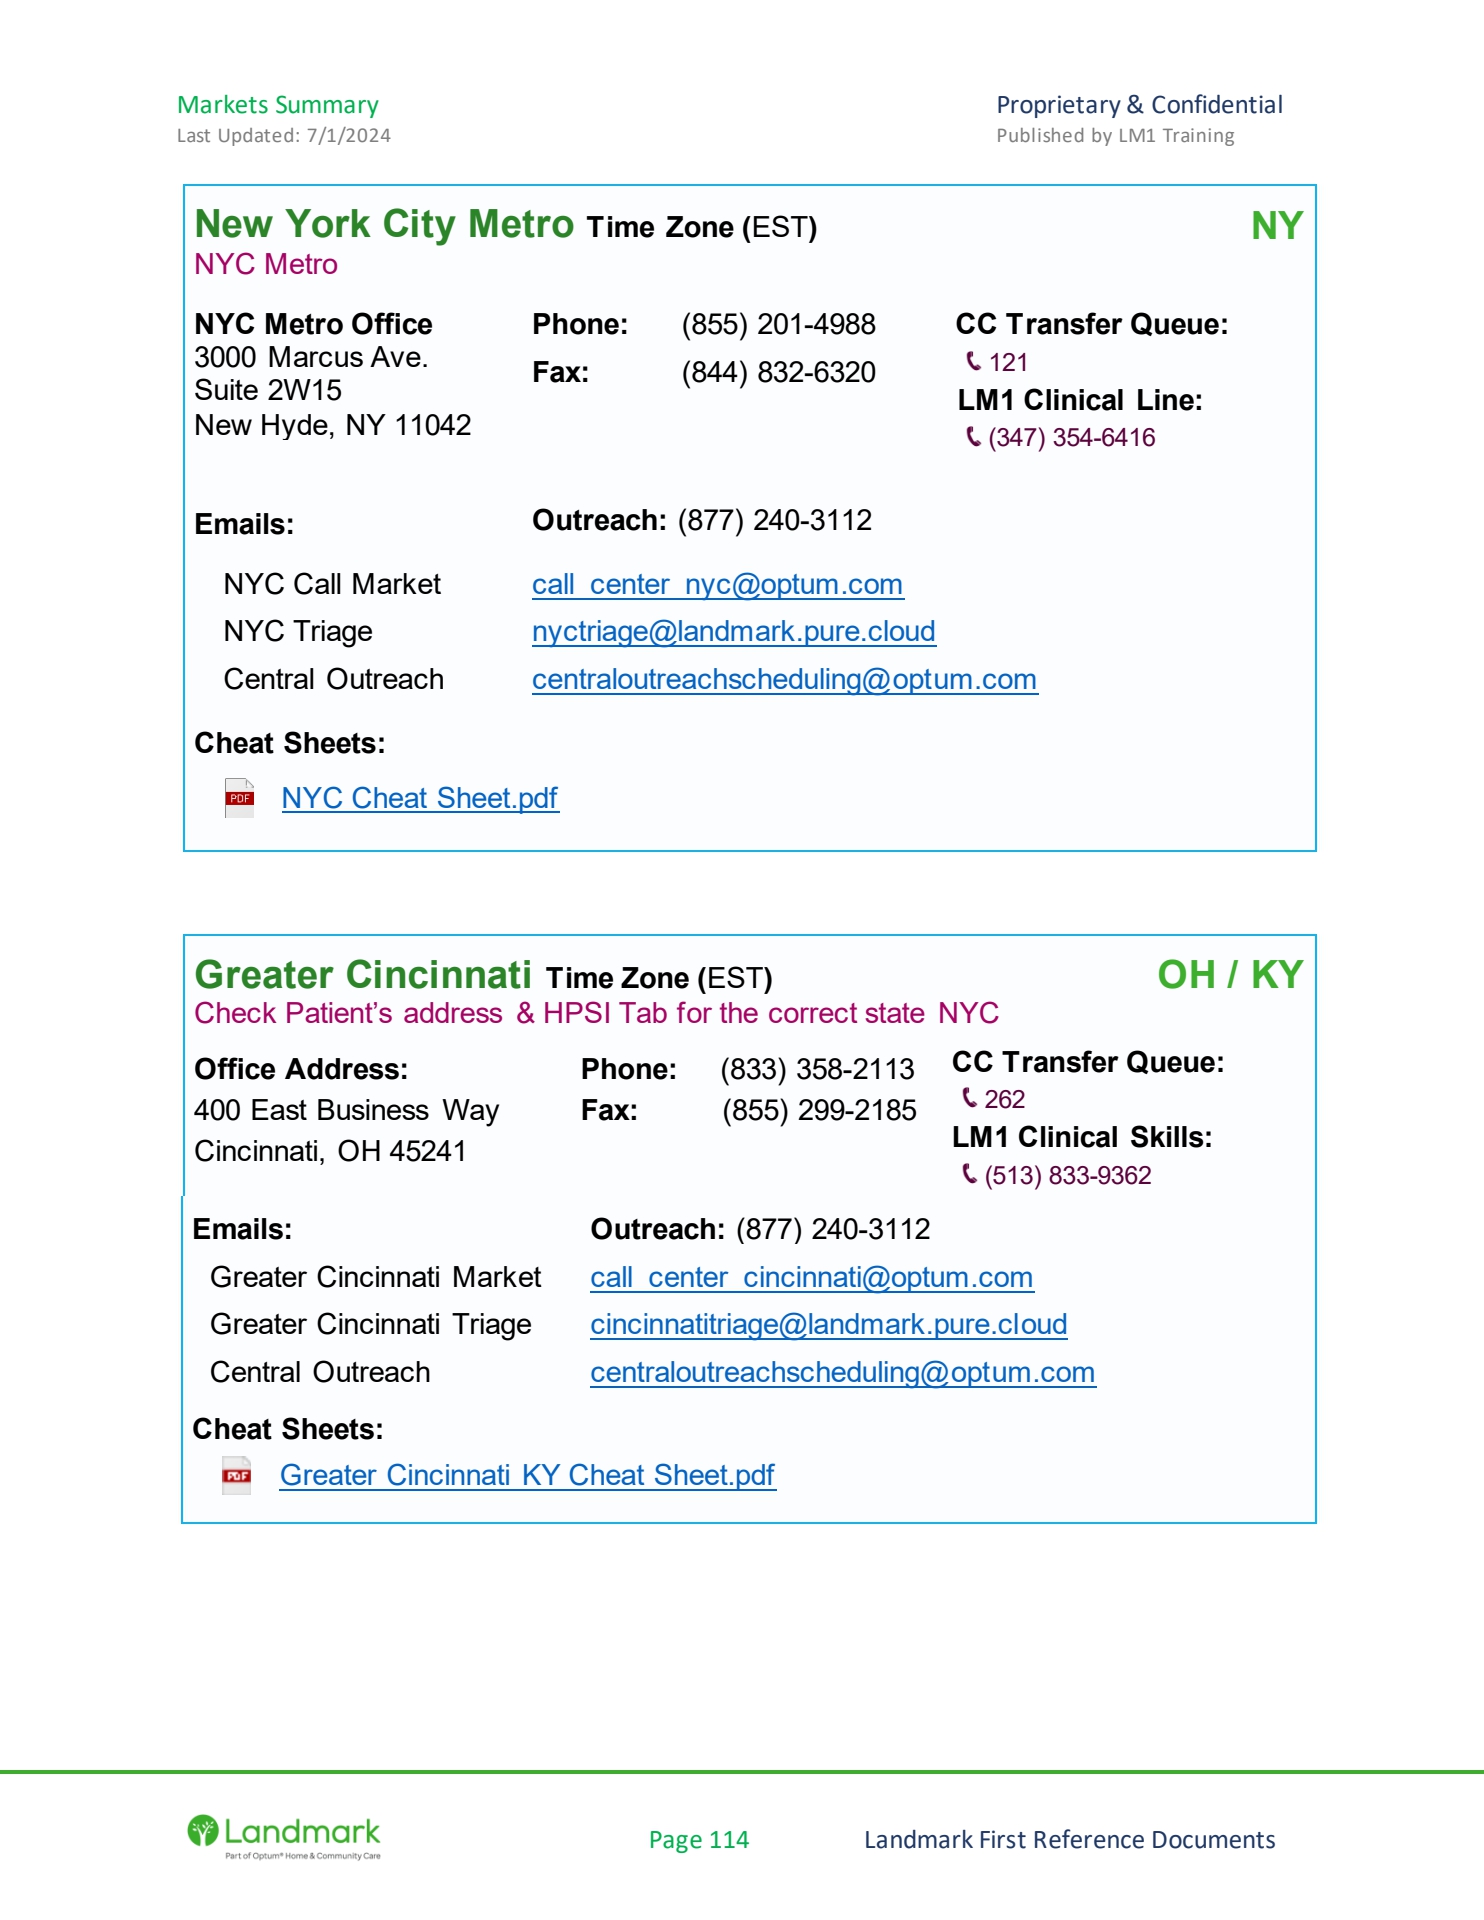 Markets Summary
Proprietary & Confidential
Last Updated: 7/1/2024
Published by LM1 Training
New York City Metro Time Zone (EST)
NY
NYC Metro
NYC Metro Office
Phone: (855) 201-4988
CC Transfer Queue:
3000 Marcus Ave.
121
Suite 2W15
Fax: (844) 832-6320
LM1 Clinical Line:
New Hyde, NY 11042
(347) 354-6416
Emails:
Outreach: (877) 240-3112
NYC Call Market call_center_nyc@optum.com
NYC Triage nyctriage@landmark.pure.cloud
Central Outreach centraloutreachscheduling@optum.com
Cheat Sheets:
PDF NYC Cheat Sheet.pdf
Greater Cincinnati Time Zone (EST)
OH / KY
Check Patient’s address & HPSI Tab for the correct state NYC
Office Address:
Phone: (833) 358-2113
CC Transfer Queue:
400 East Business Way
Fax: (855) 299-2185
262
Cincinnati, OH 45241
LM1 Clinical Skills:
(513) 833-9362
Emails:
Outreach: (877) 240-3112
Greater Cincinnati Market call_center_cincinnati@optum.com
Greater Cincinnati Triage cincinnatitriage@landmark.pure.cloud
Central Outreach centraloutreachscheduling@optum.com
Cheat Sheets:
PDF Greater Cincinnati KY Cheat Sheet.pdf
Landmark
Part of Optum® Home & Community Care
Page 114
Landmark First Reference Documents